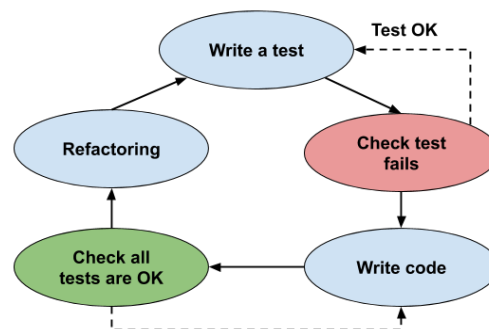 Test OK
Write a test
Refactoring
Check test
fails
Check all
tests are OK
Write code